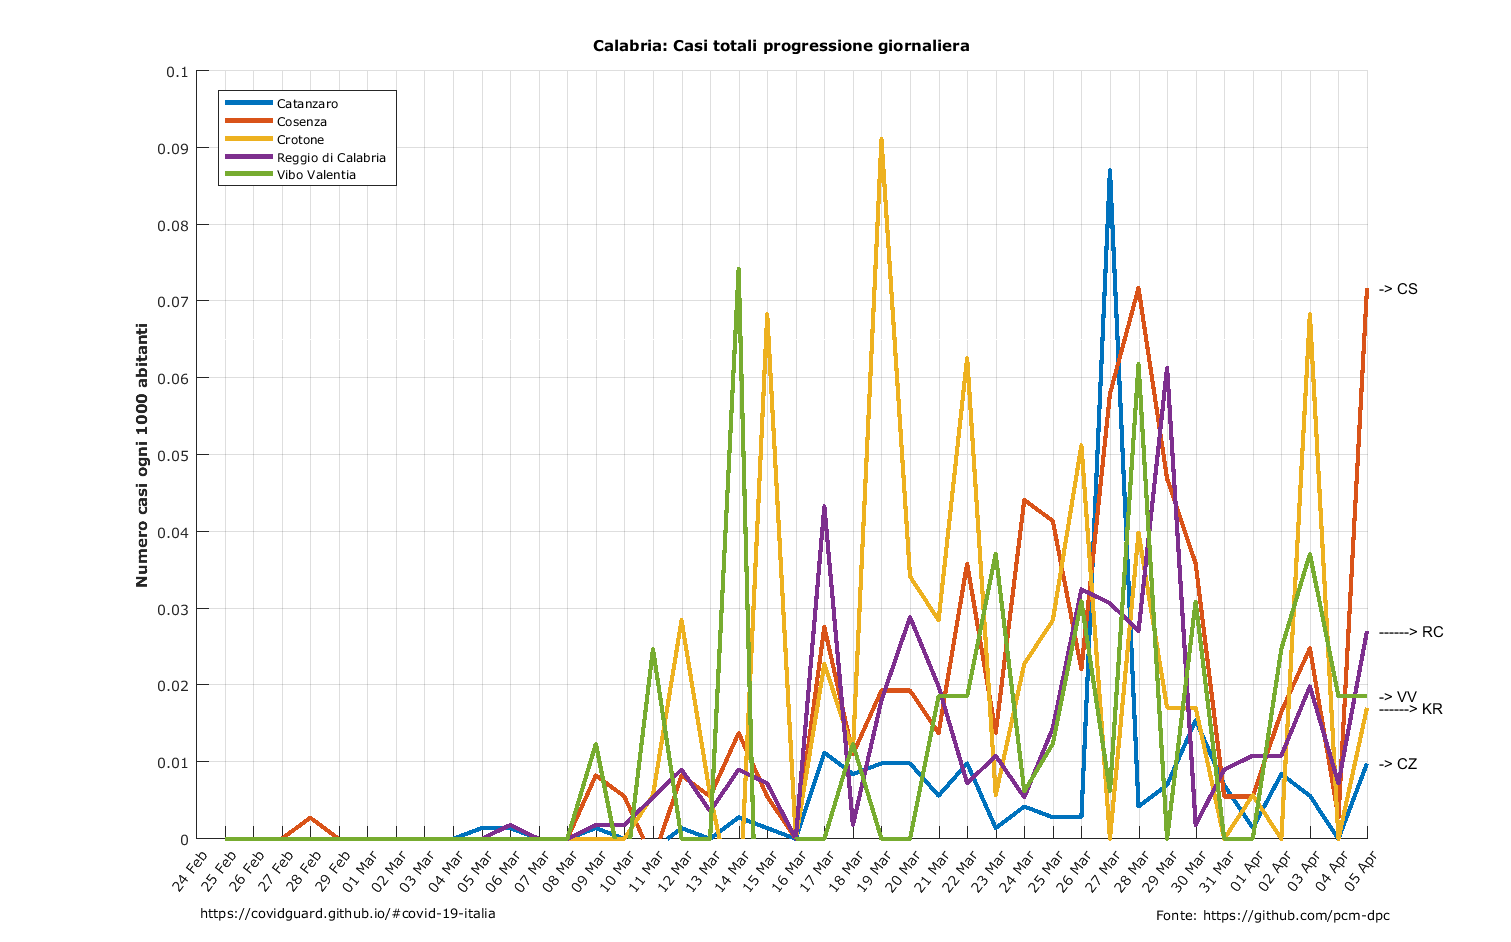 Calabria: Casi totali progressione giornaliera
Numero casi ogni 1000 abitanti
0.1
0.09
0.08
0.07
0.06
0.05
0.04
0.03
0.02
0.01
0
Catanzaro
Cosenza
Crotone
Reggio di Calabria
Vibo Valentia
-> CS
------> RC
-> VV
------> KR
-> CZ
24 Feb
25 Feb
26 Feb
27 Feb
28 Feb
29 Feb
01 Mar
02 Mar
03 Mar
04 Mar
05 Mar
06 Mar
07 Mar
08 Mar
09 Mar
10 Mar
11 Mar
12 Mar
13 Mar
14 Mar
15 Mar
16 Mar
17 Mar
18 Mar
19 Mar
20 Mar
21 Mar
22 Mar
23 Mar
24 Mar
25 Mar
26 Mar
27 Mar
28 Mar
29 Mar
30 Mar
31 Mar
01 Apr
02 Apr
03 Apr
04 Apr
05 Apr
https://covidguard.github.io/#covid-19-italia
Fonte: https://github.com/pcm-dpc